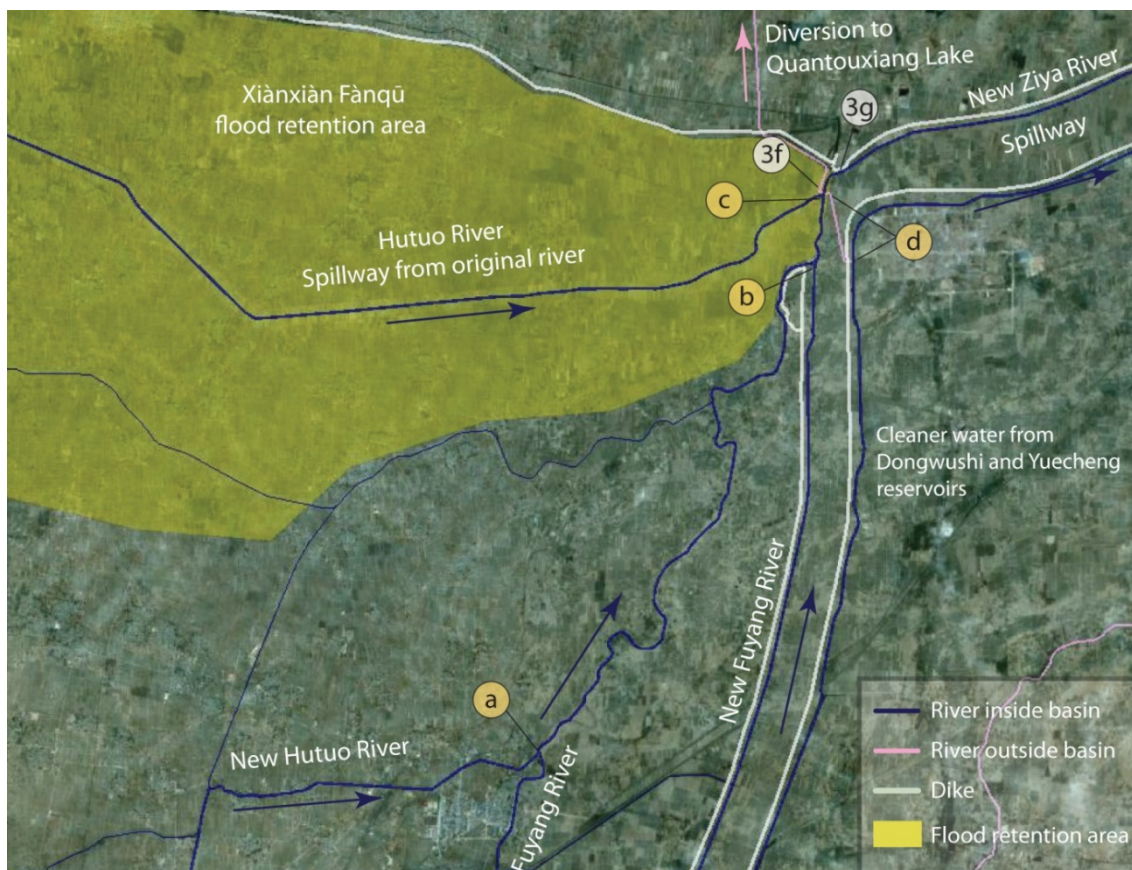 Diversion to
Quantouxiang Lake
Xiànxiàn Fànqū
flood retention area
New Ziya River
3g
Spillway
3f
c
d
Hutuo River
Spillway from original river
b
Cleaner water from
Dongwushi and Yuecheng
reservoirs
New Fuyang River
a
New Hutuo River
Fuyang River
River inside basin
River outside basin
Dike
Flood retention area